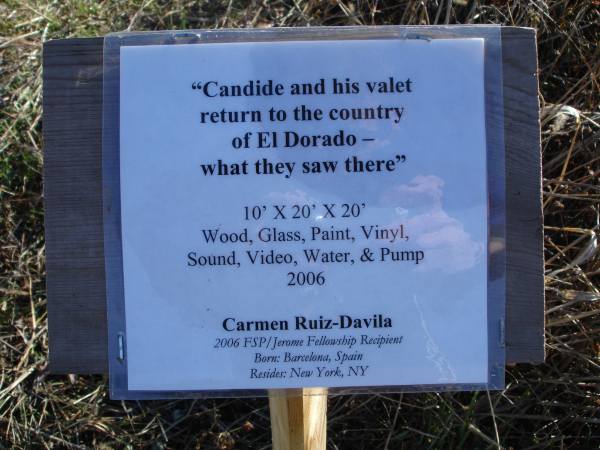 “Candide and his valet
return to the country
of El Dorado –
what they saw there”
10’ X 20’ X 20’
Wood, Glass, Paint, Vinyl,
Sound, Video, Water, & Pump
2006
Carmen Ruiz-Davila
2006 FSP/Jerome Fellowship Recipient
Born: Barcelona, Spain
Resides: New York, NY